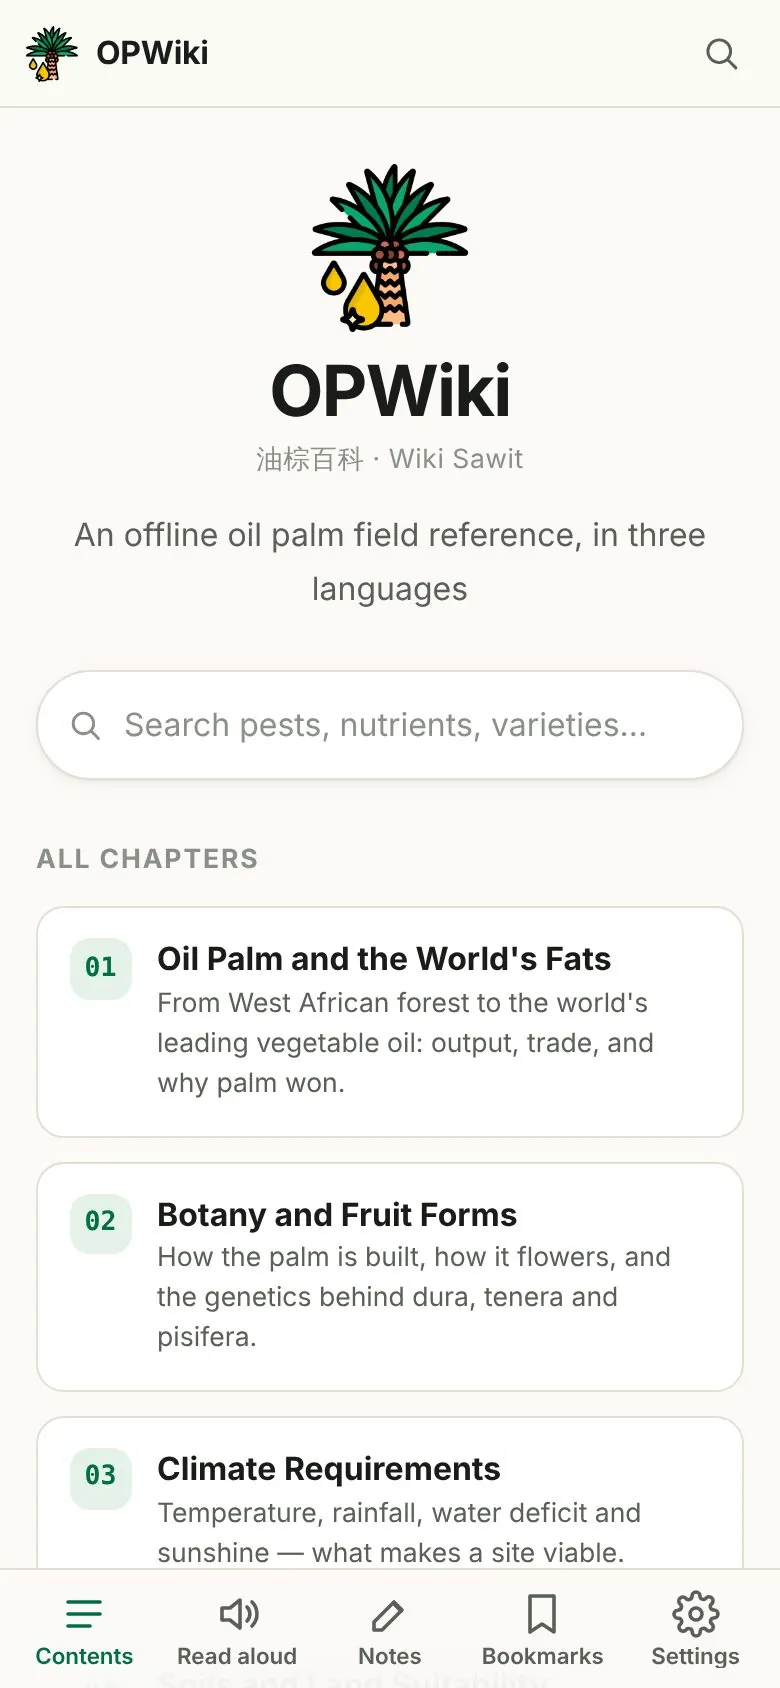 OPWiki
OPWiki
油棕百科 · Wiki Sawit
An offline oil palm field reference, in three
languages
Search pests, nutrients, varieties...
ALL CHAPTERS
01
Oil Palm and the World's Fats
From West African forest to the world's
leading vegetable oil: output, trade, and
why palm won.
02
Botany and Fruit Forms
How the palm is built, how it flowers, and
the genetics behind dura, tenera and
pisifera.
03
Climate Requirements
Temperature, rainfall, water deficit and
sunshine — what makes a site viable.
Contents
Read aloud
Notes
Bookmarks
Settings
Soils and Land Suitability